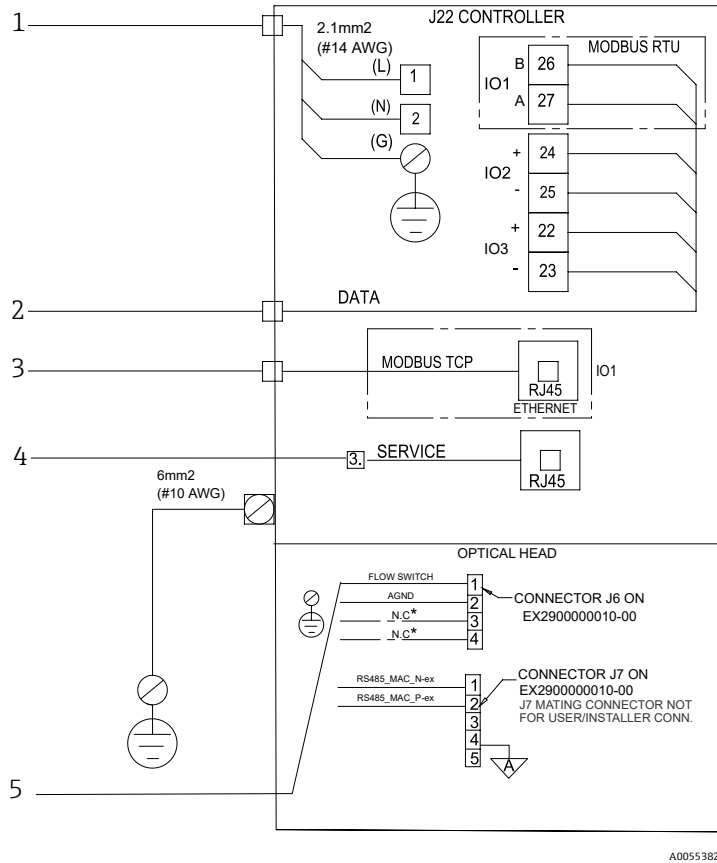 1
2.1mm2
(#14 AWG)
J22 CONTROLLER
(L)
1
(N)
2
(G)
MODBUS RTU
IO1
B
26
A
27
IO2
+
24
-
25
IO3
+
22
-
23
2
DATA
3
MODBUS TCP
RJ45
ETHERNET
IO1
4
3.
SERVICE
RJ45
6mm2
(#10 AWG)
OPTICAL HEAD
FLOW SWITCH
1
AGND
2
N.C*
3
N.C*
4
CONNECTOR J6 ON
EX2900000010-00
RS485_MAC_N-ex
1
RS485_MAC_P-ex
2
3
4
5
CONNECTOR J7 ON
EX2900000010-00
J7 MATING CONNECTOR NOT
FOR USER/INSTALLER CONN.
A
5
A0055382